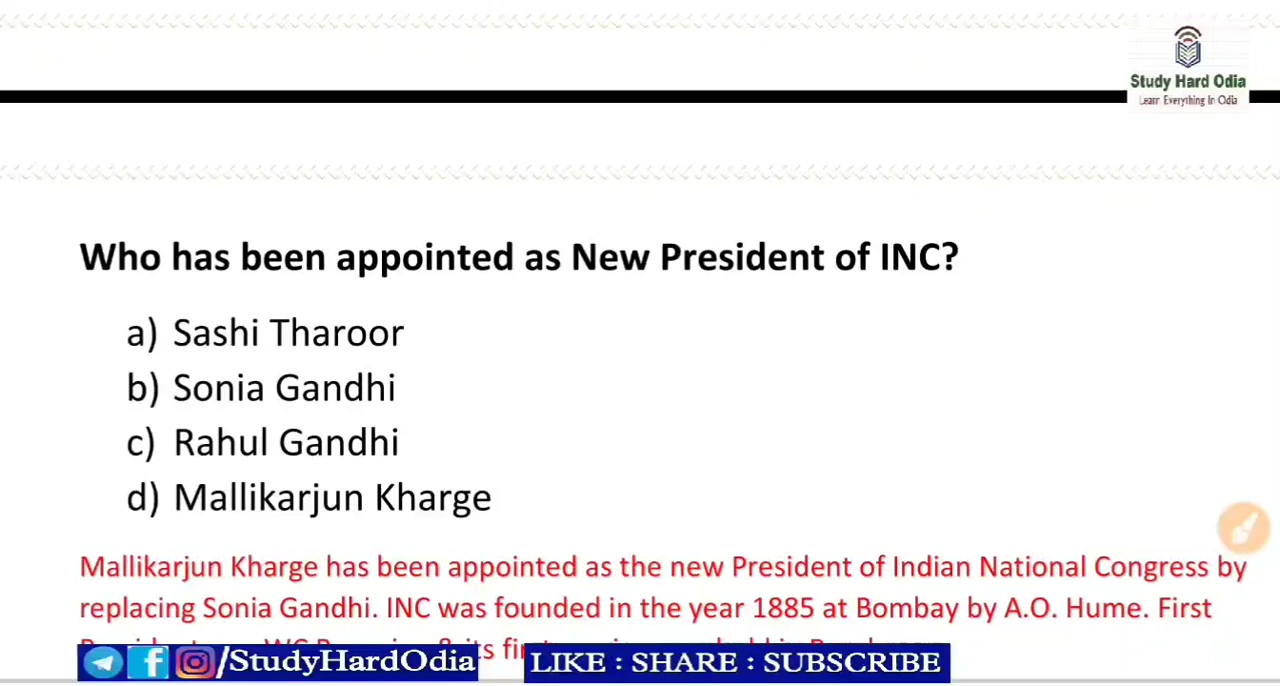 Study Hard Odia
Learn Everything In Odia
Who has been appointed as New President of INC?
a) Sashi Tharoor
b) Sonia Gandhi
c) Rahul Gandhi
d) Mallikarjun Kharge
Mallikarjun Kharge has been appointed as the new President of Indian National Congress by
replacing Sonia Gandhi. INC was founded in the year 1885 at Bombay by A.O. Hume. First
/StudyHardOdia
LIKE : SHARE : SUBSCRIBE